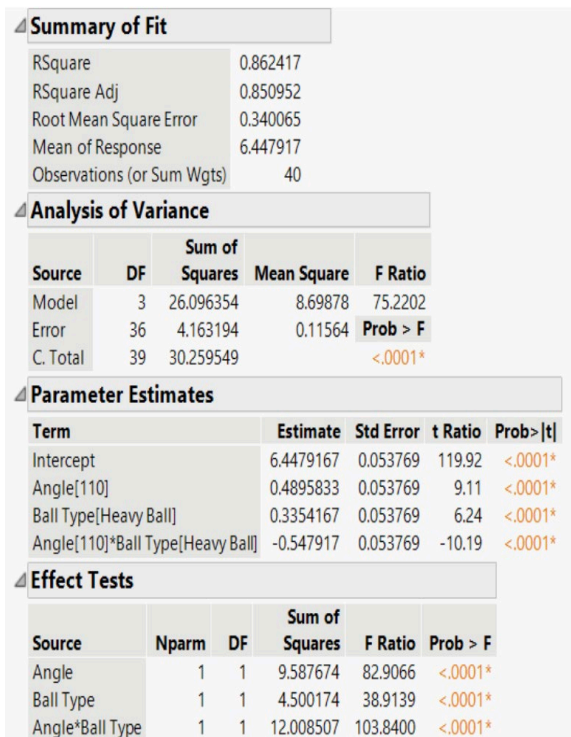 Summary of Fit
RSquare 0.862417
RSquare Adj 0.850952
Root Mean Square Error 0.340065
Mean of Response 6.447917
Observations (or Sum Wgts) 40
Analysis of Variance
Sum of
Source DF Squares Mean Square F Ratio
Model 3 26.096354 8.69878 75.2202
Error 36 4.163194 0.11564 Prob > F
C. Total 39 30.259549 <.0001*
Parameter Estimates
Term Estimate Std Error t Ratio Prob>|t|
Intercept 6.4479167 0.053769 119.92 <.0001*
Angle[110] 0.4895833 0.053769 9.11 <.0001*
Ball Type[Heavy Ball] 0.3354167 0.053769 6.24 <.0001*
Angle[110]*Ball Type[Heavy Ball] -0.547917 0.053769 -10.19 <.0001*
Effect Tests
Sum of
Source Nparm DF Squares F Ratio Prob > F
Angle 1 1 9.587674 82.9066 <.0001*
Ball Type 1 1 4.500174 38.9139 <.0001*
Angle*Ball Type 1 1 12.008507 103.8400 <.0001*